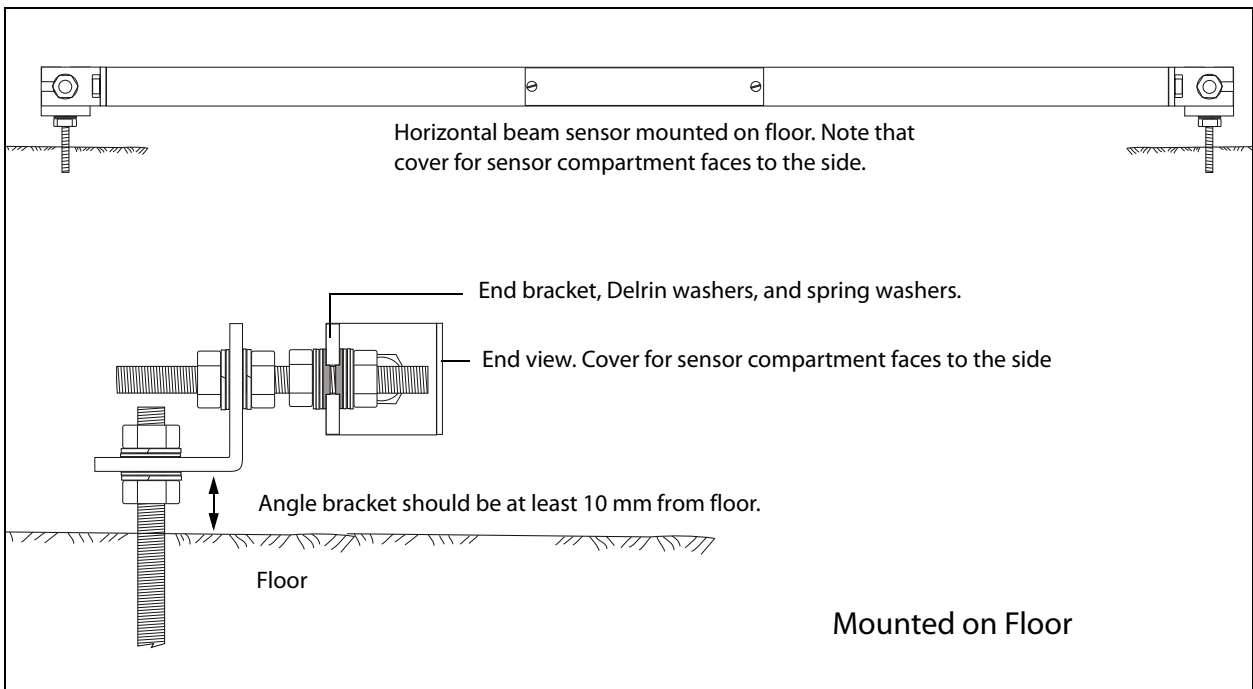 Horizontal beam sensor mounted on floor. Note that
cover for sensor compartment faces to the side.
End bracket, Delrin washers, and spring washers.
End view. Cover for sensor compartment faces to the side
Angle bracket should be at least 10 mm from floor.
Floor
Mounted on Floor